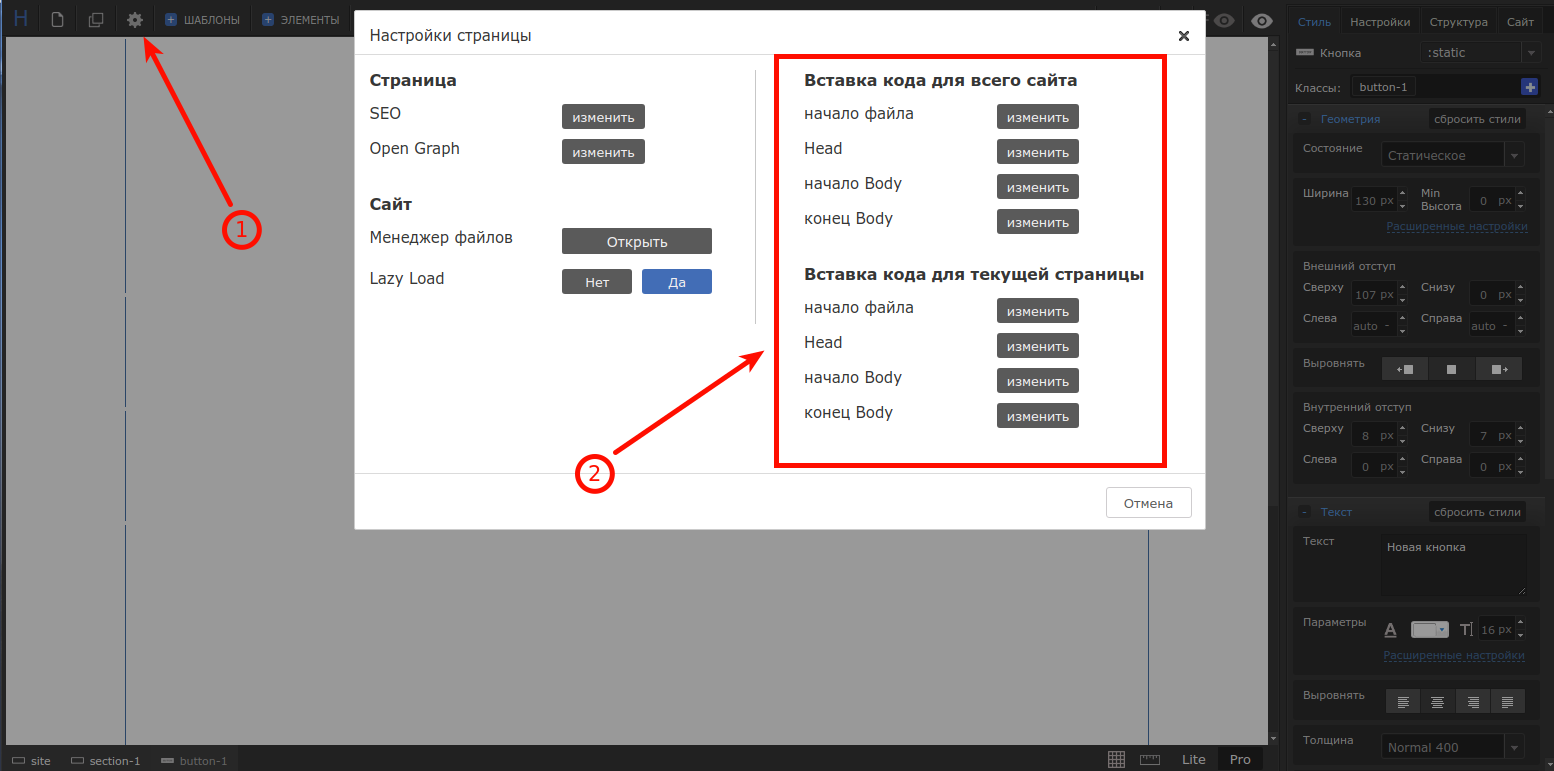 H
ШАБЛОНЫ
ЭЛЕМЕНТЫ
Настройки страницы
Страница
SEO
изменить
Open Graph
изменить
Сайт
Менеджер файлов
Открыть
Lazy Load
Нет
Да
Вставка кода для всего сайта
начало файла
изменить
Head
изменить
начало Body
изменить
конец Body
изменить
Вставка кода для текущей страницы
начало файла
изменить
Head
изменить
начало Body
изменить
конец Body
изменить
Отмена
1
2
Стиль
Настройки
Структура
Сайт
Кнопка
:static
Классы:
button-1
Геометрия
сбросить стили
Состояние
Статическое
Ширина
130 px
Min
Высота
0 px
Расширенные настройки
Внешний отступ
Сверху
107 px
Снизу
0 px
Слева
auto -
Справа
auto -
Выровнять
Внутренний отступ
Сверху
8 px
Снизу
7 px
Слева
0 px
Справа
0 px
Текст
сбросить стили
Текст
Новая кнопка
Параметры
16 px
Расширенные настройки
Выровнять
Толщина
Normal 400
site
section-1
button-1
Lite
Pro